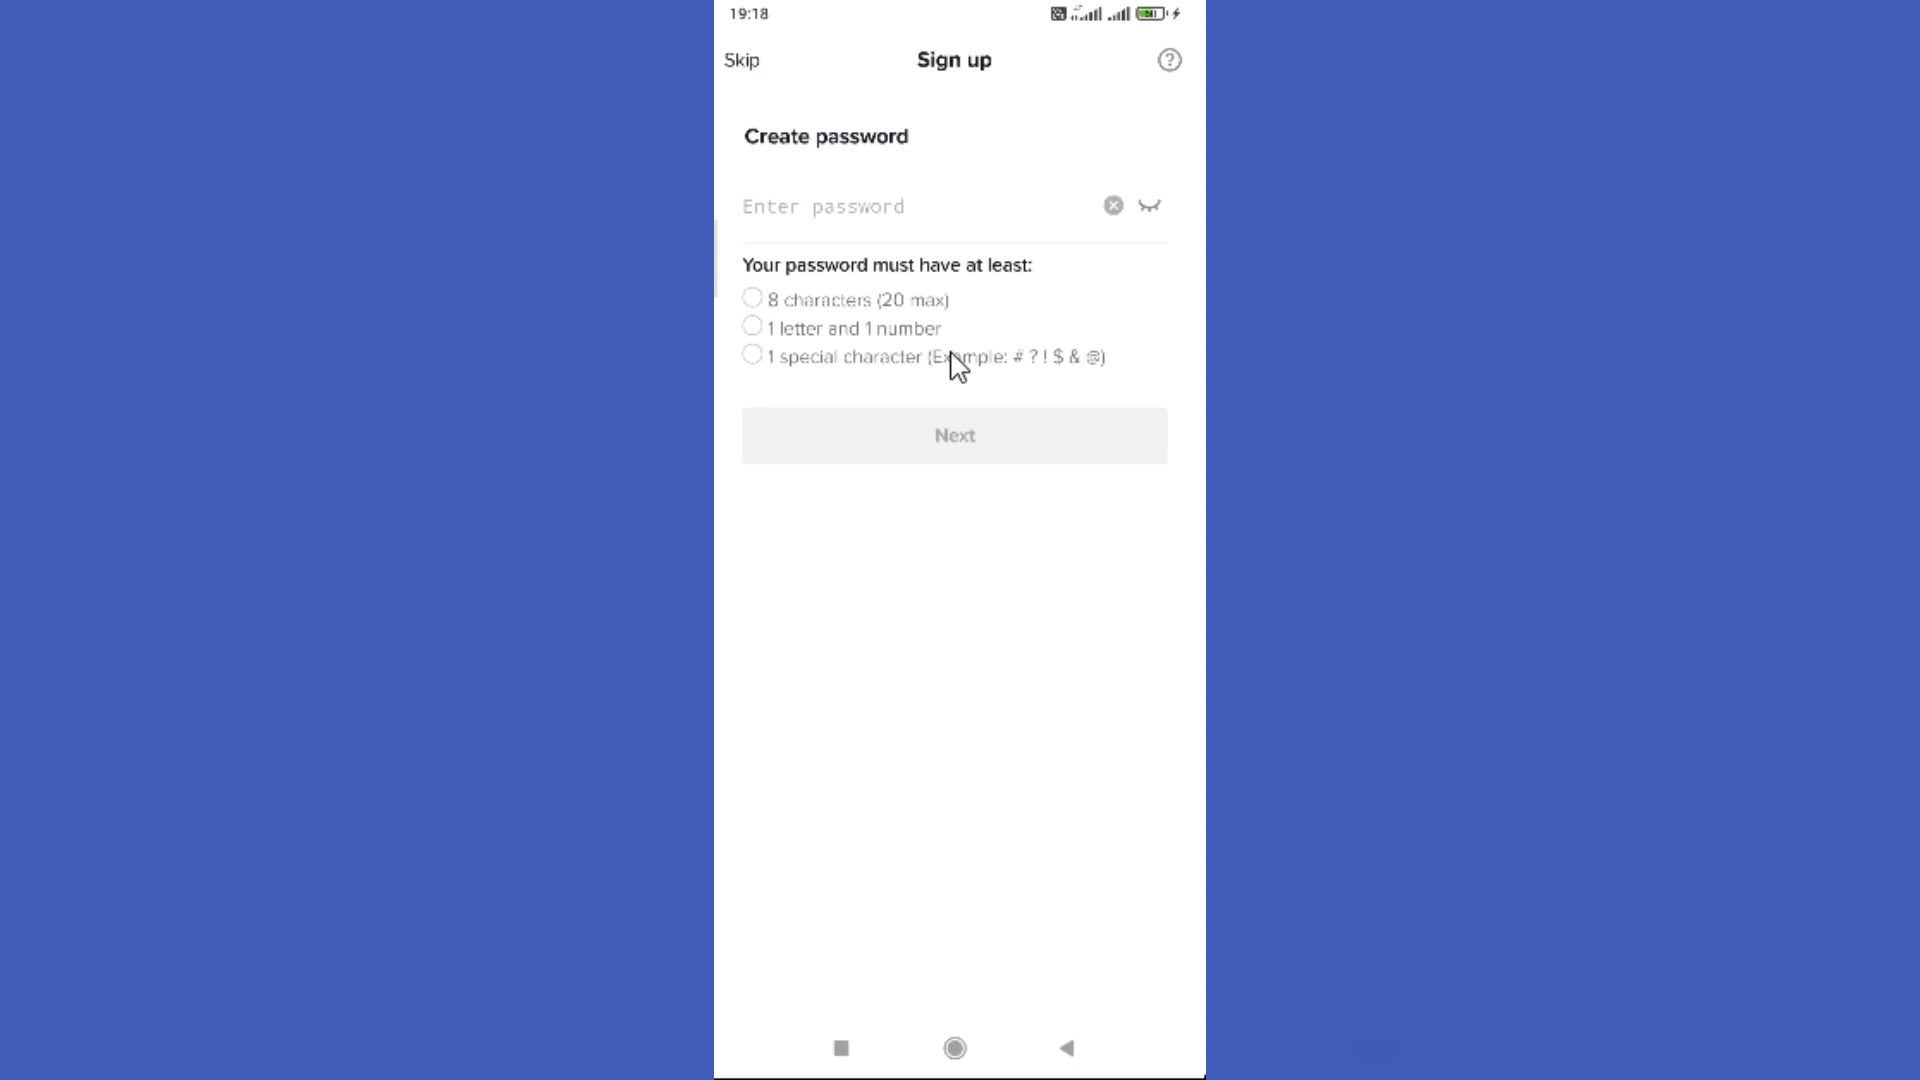 19:18
Skip
Sign up
Create password
Enter password
Your password must have at least:
8 characters (20 max)
1 letter and 1 number
1 special character (Example: # ? ! $ & @)
Next